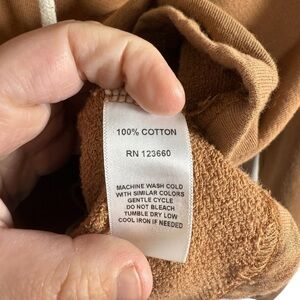 100% COTTON
RN 123660
MACHINE WASH COLD
WITH SIMILAR COLORS
GENTLE CYCLE
DO NOT BLEACH
TUMBLE DRY LOW
COOL IRON IF NEEDED